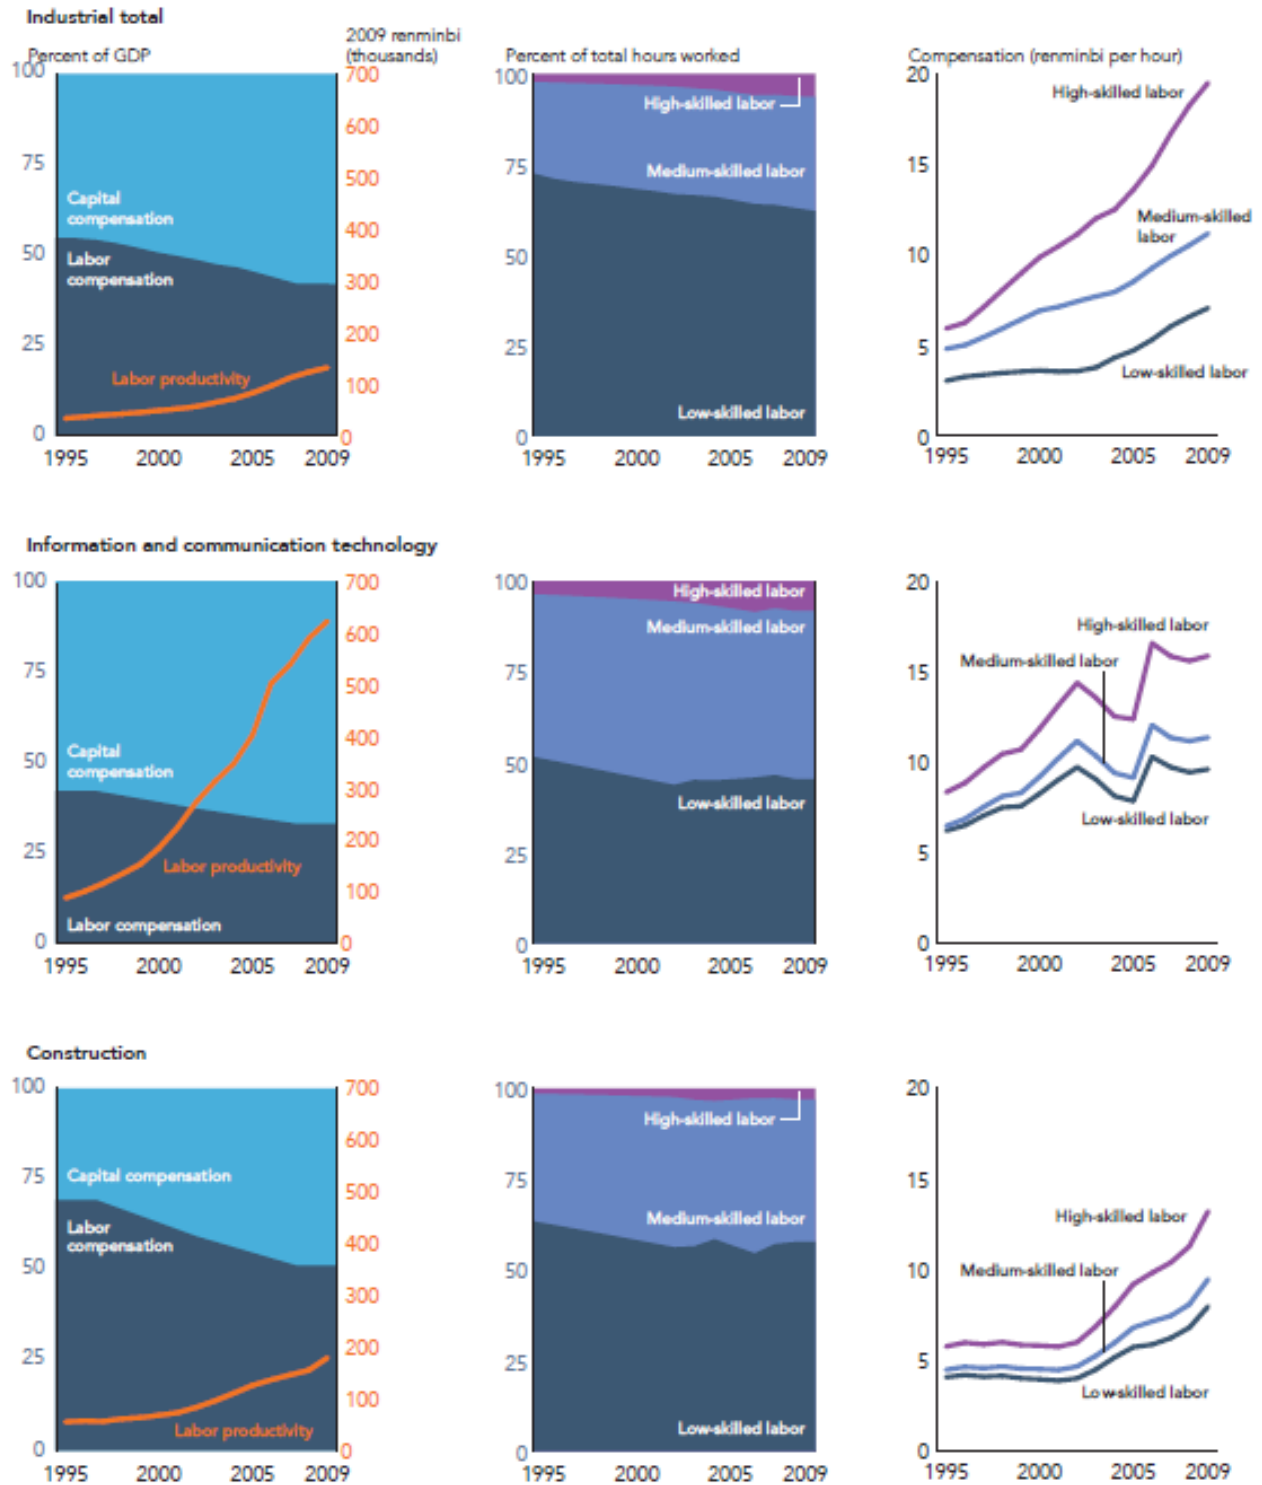 Industrial total
Percent of GDP
2009 renminbi
(thousands)
100
75
50
25
0
700
600
500
400
300
200
100
0
Capital
compensation
Labor
compensation
Labor productivity
1995 2000 2005 2009
Percent of total hours worked
100
75
50
25
0
High-skilled labor
Medium-skilled labor
Low-skilled labor
1995 2000 2005 2009
Compensation (renminbi per hour)
20
15
10
5
0
High-skilled labor
Medium-skilled
labor
Low-skilled labor
1995 2000 2005 2009
Information and communication technology
100
75
50
25
0
700
600
500
400
300
200
100
0
Capital
compensation
Labor productivity
Labor compensation
1995 2000 2005 2009
100
75
50
25
0
High-skilled labor
Medium-skilled labor
Low-skilled labor
1995 2000 2005 2009
20
15
10
5
0
High-skilled labor
Medium-skilled labor
Low-skilled labor
1995 2000 2005 2009
Construction
100
75
50
25
0
700
600
500
400
300
200
100
0
Capital compensation
Labor
compensation
Labor productivity
1995 2000 2005 2009
100
75
50
25
0
High-skilled labor
Medium-skilled labor
Low-skilled labor
1995 2000 2005 2009
20
15
10
5
0
High-skilled labor
Medium-skilled labor
Low-skilled labor
1995 2000 2005 2009